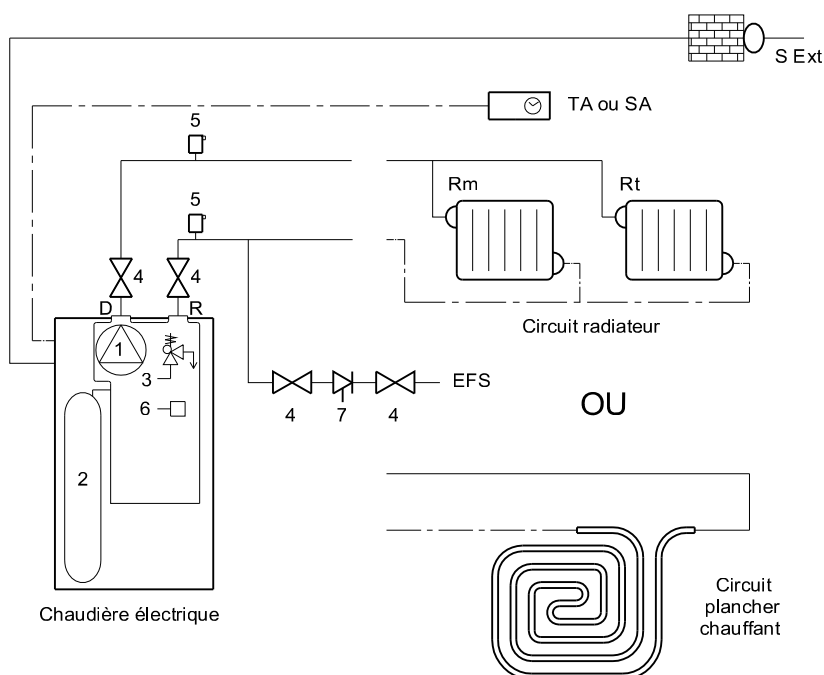 S Ext
TA ou SA
5
5
Rm
Rt
4
4
D
R
Circuit radiateur
1
3
6
2
EFS
4
7
4
OU
Chaudière électrique
Circuit
plancher
chauffant